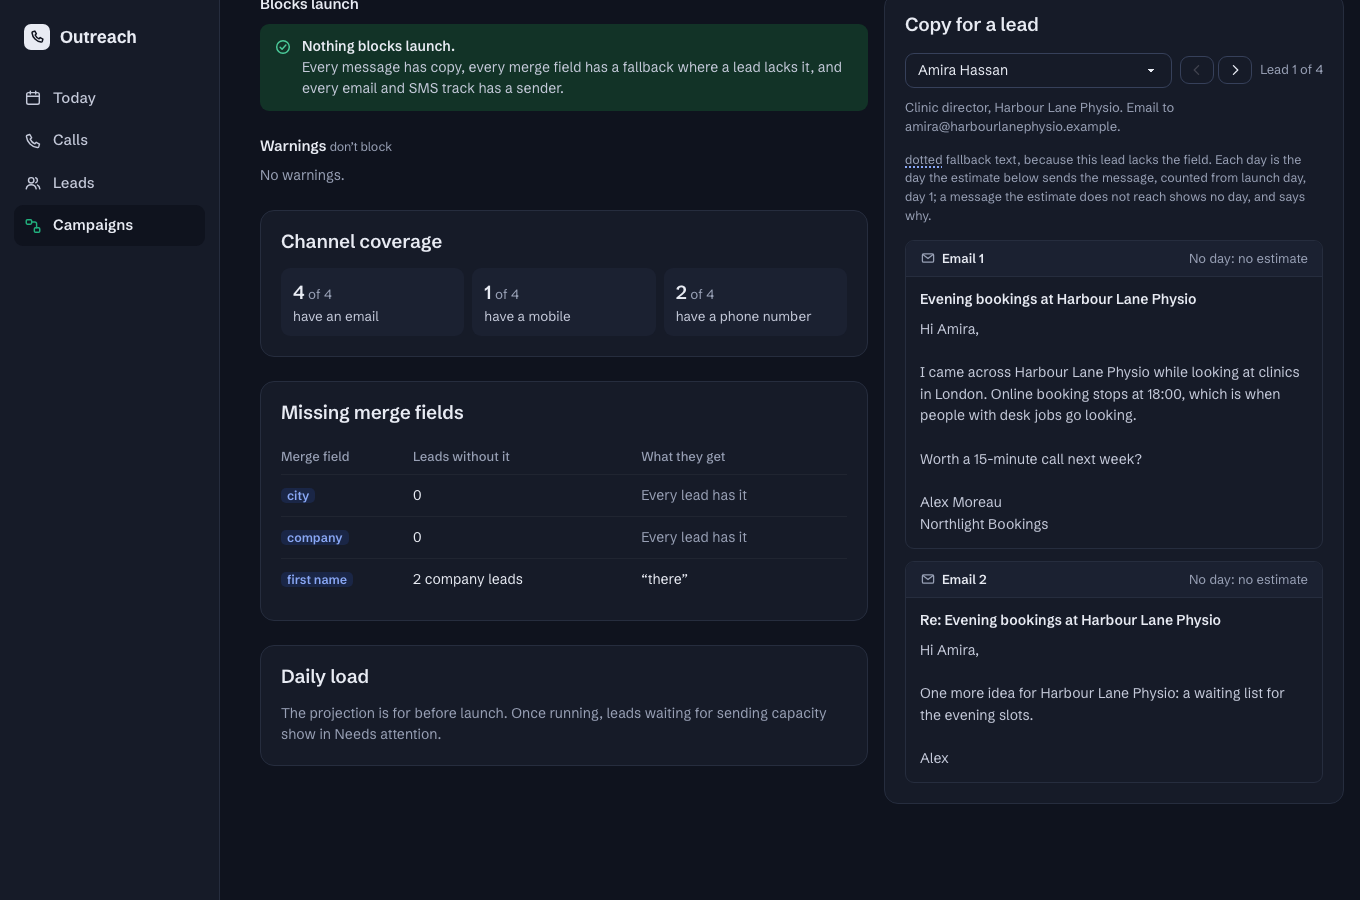 Outreach
Today
Calls
Leads
Campaigns
Blocks launch
Nothing blocks launch.
Every message has copy, every merge field has a fallback where a lead lacks it, and
every email and SMS track has a sender.
Warnings don’t block
No warnings.
Channel coverage
4 of 4
have an email
1 of 4
have a mobile
2 of 4
have a phone number
Missing merge fields
Merge field Leads without it What they get
city 0 Every lead has it
company 0 Every lead has it
first name 2 company leads “there”
Daily load
The projection is for before launch. Once running, leads waiting for sending capacity
show in Needs attention.
Copy for a lead
Amira Hassan
Lead 1 of 4
Clinic director, Harbour Lane Physio. Email to
amira@harbourlanephysio.example.
dotted fallback text, because this lead lacks the field. Each day is the
day the estimate below sends the message, counted from launch day,
day 1; a message the estimate does not reach shows no day, and says
why.
Email 1 No day: no estimate
Evening bookings at Harbour Lane Physio
Hi Amira,
I came across Harbour Lane Physio while looking at clinics
in London. Online booking stops at 18:00, which is when
people with desk jobs go looking.
Worth a 15-minute call next week?
Alex Moreau
Northlight Bookings
Email 2 No day: no estimate
Re: Evening bookings at Harbour Lane Physio
Hi Amira,
One more idea for Harbour Lane Physio: a waiting list for
the evening slots.
Alex